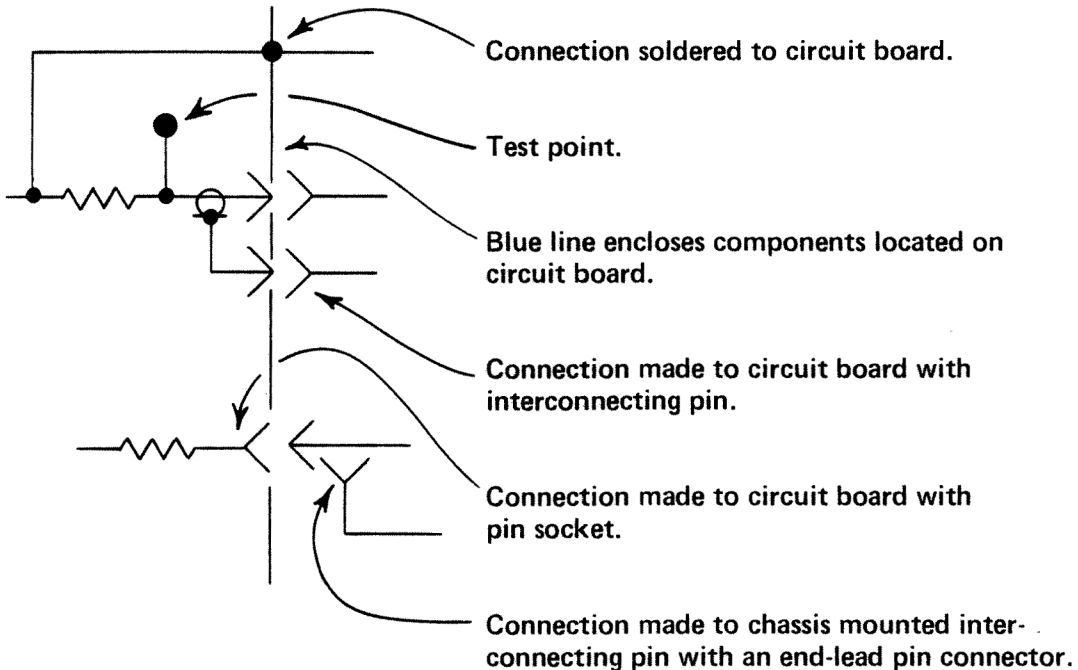 Connection soldered to circuit board.
Test point.
Blue line encloses components located on
circuit board.
Connection made to circuit board with
interconnecting pin.
Connection made to circuit board with
pin socket.
Connection made to chassis mounted inter-
connecting pin with an end-lead pin connector.